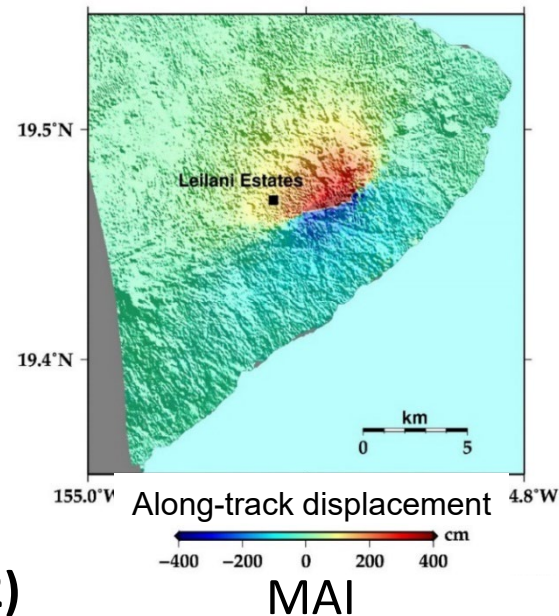 19.5°N
Leilani Estates
19.4°N
km
0 5
155.0°W Along-track displacement 4.8°W
cm
−400 −200 0 200 400
MAI